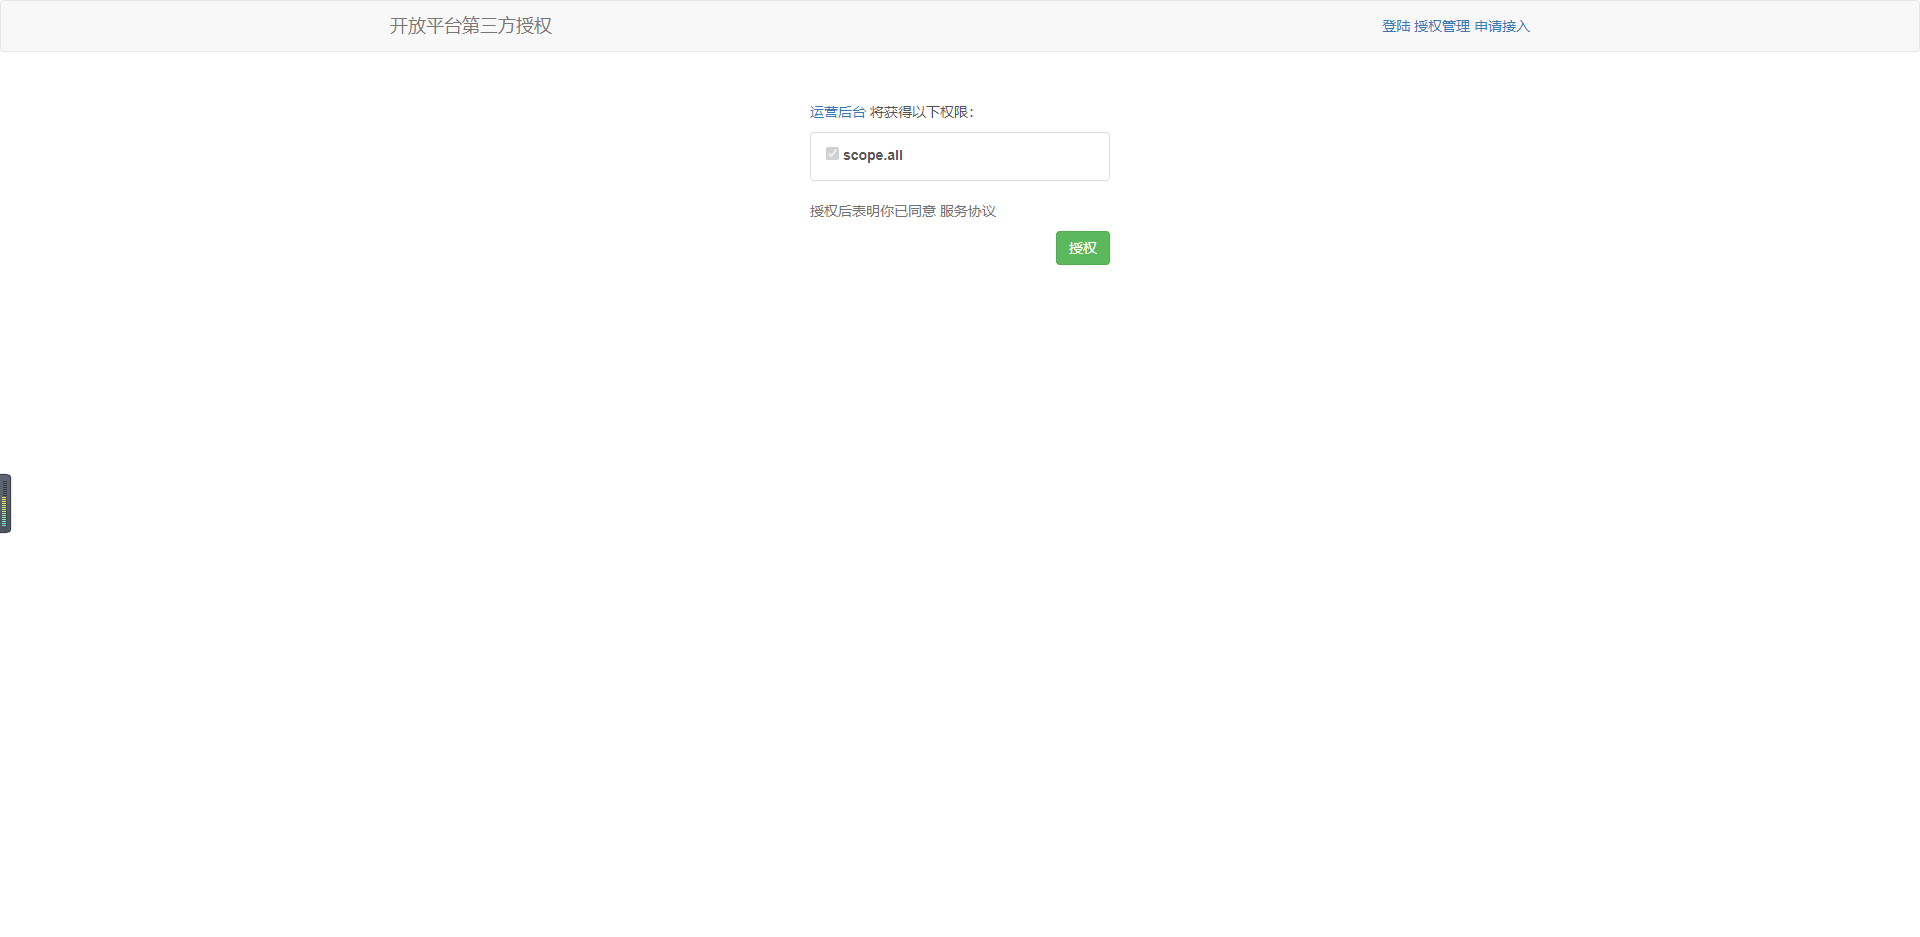 开放平台第三方授权
登陆 授权管理 申请接入
运营后台 将获得以下权限：
scope.all
授权后表明你已同意 服务协议
授权